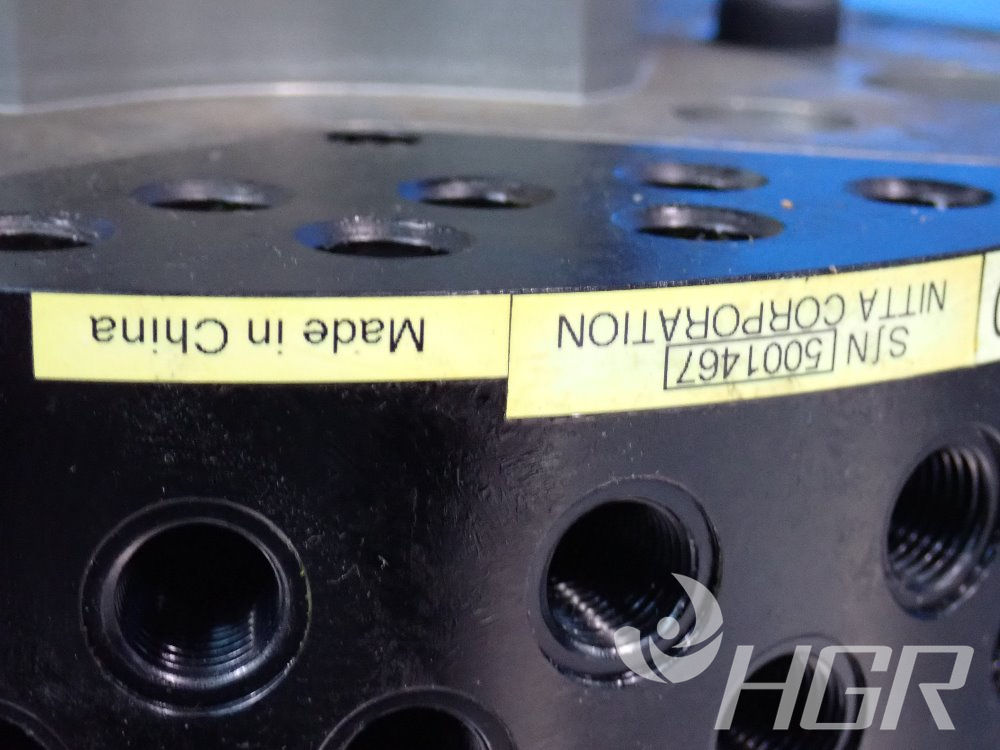 NITTA CORPORATION
S/N 5001467
Made in China
HGR